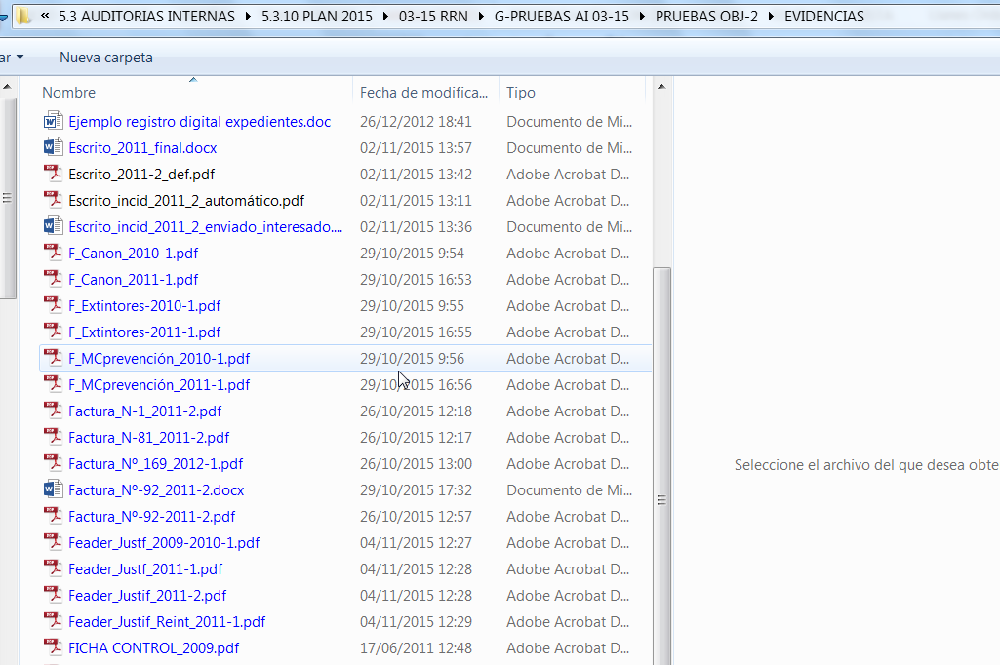 « 5.3 AUDITORIAS INTERNAS ▸ 5.3.10 PLAN 2015 ▸ 03-15 RRN ▸ G-PRUEBAS AI 03-15 ▸ PRUEBAS OBJ-2 ▸ EVIDENCIAS
ar Nueva carpeta
Nombre Fecha de modifica... Tipo
Ejemplo registro digital expedientes.doc 26/12/2012 18:41 Documento de Mi...
Escrito_2011_final.docx 02/11/2015 13:57 Documento de Mi...
Escrito_2011-2_def.pdf 02/11/2015 13:42 Adobe Acrobat D...
Escrito_incid_2011_2_automático.pdf 02/11/2015 13:11 Adobe Acrobat D...
Escrito_incid_2011_2_enviado_interesado.... 02/11/2015 13:36 Documento de Mi...
F_Canon_2010-1.pdf 29/10/2015 9:54 Adobe Acrobat D...
F_Canon_2011-1.pdf 29/10/2015 16:53 Adobe Acrobat D...
F_Extintores-2010-1.pdf 29/10/2015 9:55 Adobe Acrobat D...
F_Extintores-2011-1.pdf 29/10/2015 16:55 Adobe Acrobat D...
F_MCprevención_2010-1.pdf 29/10/2015 9:56 Adobe Acrobat D...
F_MCprevención_2011-1.pdf 29/10/2015 16:56 Adobe Acrobat D...
Factura_N-1_2011-2.pdf 26/10/2015 12:18 Adobe Acrobat D...
Factura_N-81_2011-2.pdf 26/10/2015 12:17 Adobe Acrobat D...
Factura_Nº_169_2012-1.pdf 26/10/2015 13:00 Adobe Acrobat D...
Factura_Nº-92_2011-2.docx 29/10/2015 17:32 Documento de Mi...
Factura_Nº-92-2011-2.pdf 26/10/2015 12:57 Adobe Acrobat D...
Feader_Justf_2009-2010-1.pdf 04/11/2015 12:27 Adobe Acrobat D...
Feader_Justf_2011-1.pdf 04/11/2015 12:28 Adobe Acrobat D...
Feader_Justif_2011-2.pdf 04/11/2015 12:28 Adobe Acrobat D...
Feader_Justif_Reint_2011-1.pdf 04/11/2015 12:29 Adobe Acrobat D...
FICHA CONTROL_2009.pdf 17/06/2011 12:48 Adobe Acrobat D...
Seleccione el archivo del que desea obte